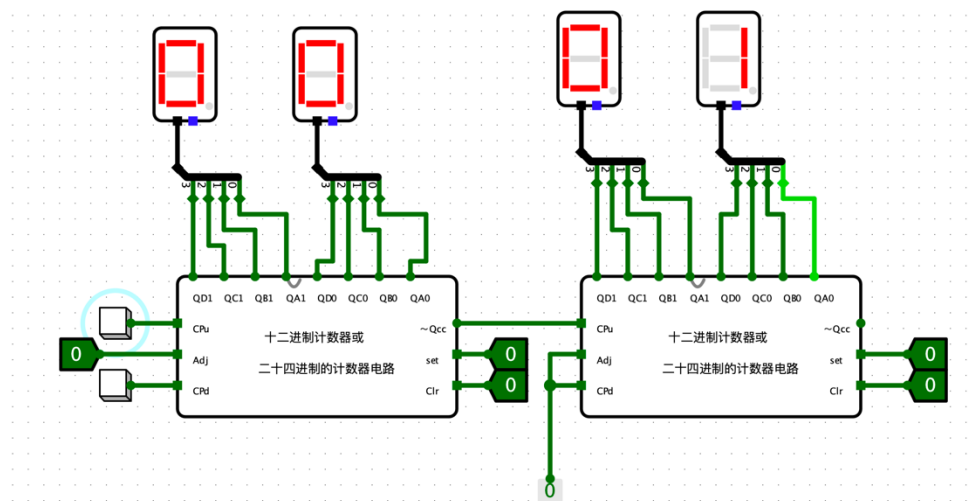 3 2 1 0
3 2 1 0
3 2 1 0
3 2 1 0
QD1 QC1 QB1 QA1 QD0 QC0 QB0 QA0
QD1 QC1 QB1 QA1 QD0 QC0 QB0 QA0
CPu
十二进制计数器或
~Qcc
CPu
十二进制计数器或
~Qcc
0
Adj
二十四进制的计数器电路
set
0
Adj
二十四进制的计数器电路
set
0
CPd
Clr
0
CPd
Clr
0
0